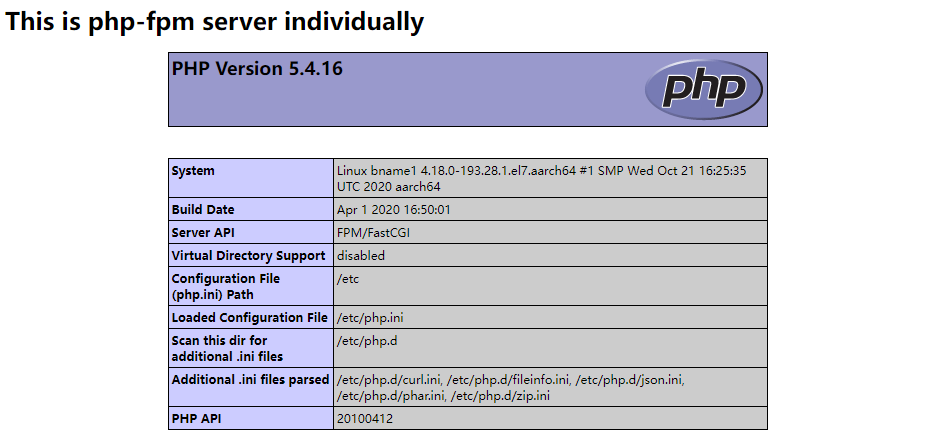 This is php-fpm server individually
PHP Version 5.4.16
php
System
Linux bname1 4.18.0-193.28.1.el7.aarch64 #1 SMP Wed Oct 21 16:25:35
UTC 2020 aarch64
Build Date
Apr 1 2020 16:50:01
Server API
FPM/FastCGI
Virtual Directory Support
disabled
Configuration File
(php.ini) Path
/etc
Loaded Configuration File
/etc/php.ini
Scan this dir for
additional .ini files
/etc/php.d
Additional .ini files parsed
/etc/php.d/curl.ini, /etc/php.d/fileinfo.ini, /etc/php.d/json.ini,
/etc/php.d/phar.ini, /etc/php.d/zip.ini
PHP API
20100412